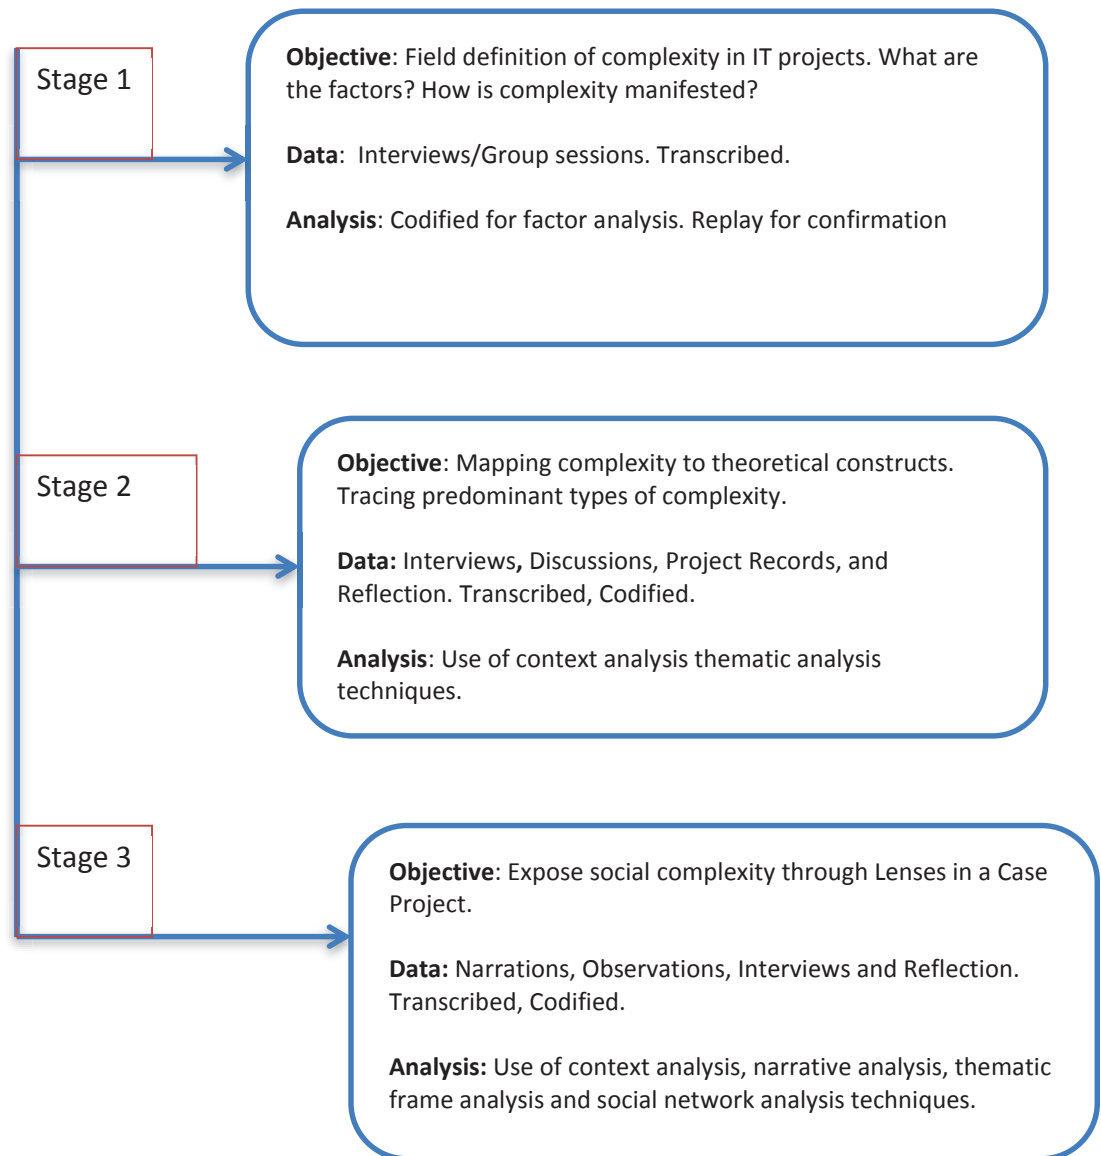 Stage 1
Objective: Field definition of complexity in IT projects. What are
the factors? How is complexity manifested?
Data: Interviews/Group sessions. Transcribed.
Analysis: Codified for factor analysis. Replay for confirmation
Stage 2
Objective: Mapping complexity to theoretical constructs.
Tracing predominant types of complexity.
Data: Interviews, Discussions, Project Records, and
Reflection. Transcribed, Codified.
Analysis: Use of context analysis thematic analysis
techniques.
Stage 3
Objective: Expose social complexity through Lenses in a Case
Project.
Data: Narrations, Observations, Interviews and Reflection.
Transcribed, Codified.
Analysis: Use of context analysis, narrative analysis, thematic
frame analysis and social network analysis techniques.